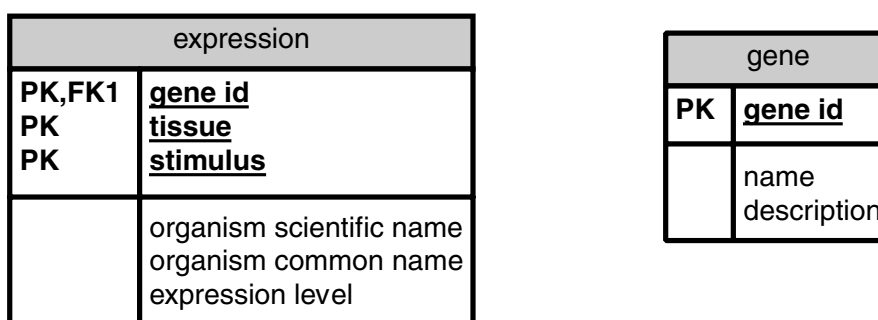 expression
PK,FK1 gene id
PK tissue
PK stimulus
organism scientific name
organism common name
expression level
gene
PK gene id
name
description